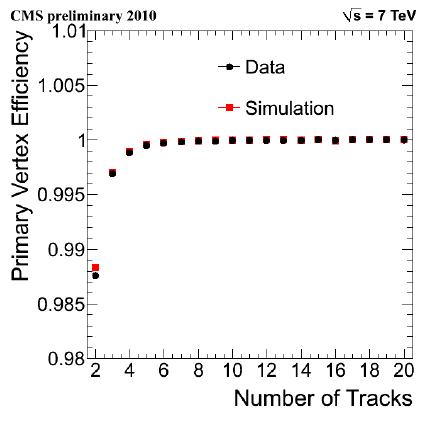 CMS preliminary 2010 √s = 7 TeV
Primary Vertex Efficiency
1.01
1.005
1
0.995
0.99
0.985
0.98
Data
Simulation
2 4 6 8 10 12 14 16 18 20
Number of Tracks